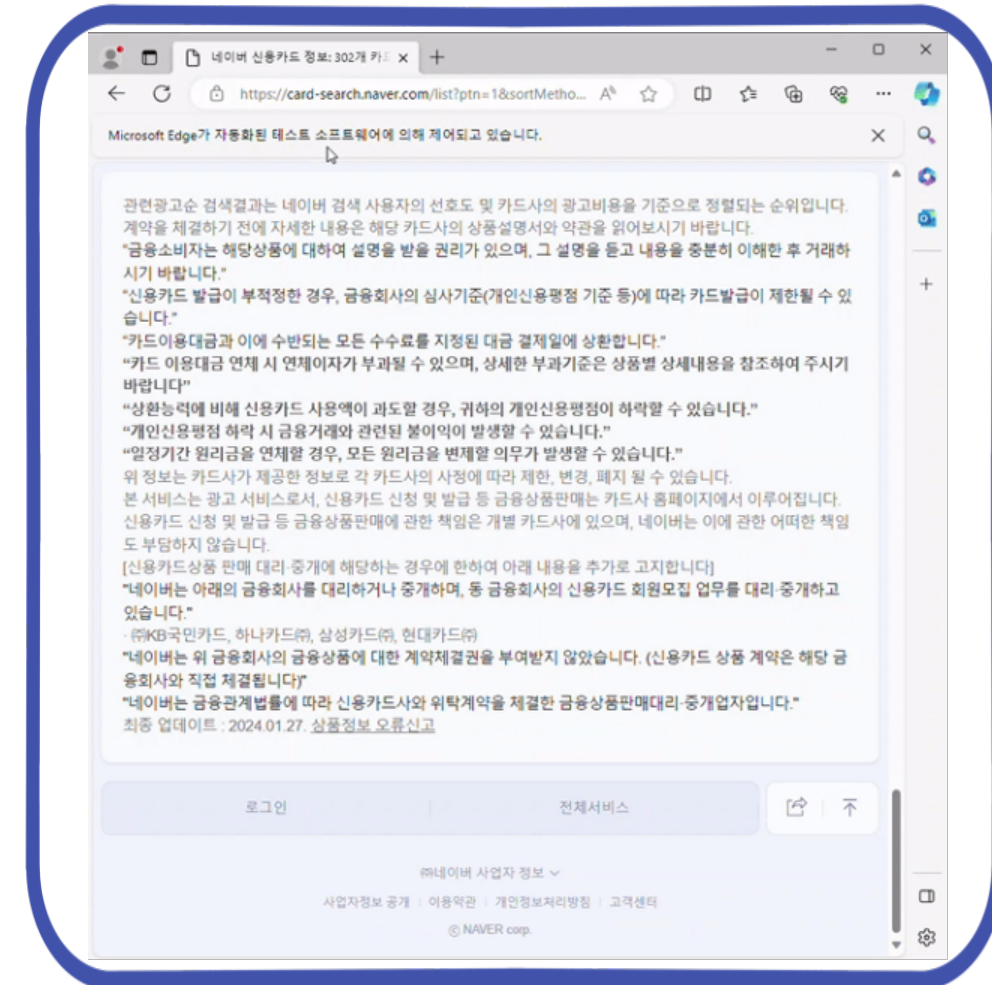 네이버 신용카드 정보: 302개 카드
https://card-search.naver.com/list?ptn=1&sortMetho...
Microsoft Edge가 자동화된 테스트 소프트웨어에 의해 제어되고 있습니다.
관련광고순 검색결과는 네이버 검색 사용자의 선호도 및 카드사의 광고비용을 기준으로 정렬되는 순위입니다.
계약을 체결하기 전에 자세한 내용은 해당 카드사의 상품설명서와 약관을 읽어보시기 바랍니다.
"금융소비자는 해당상품에 대하여 설명을 받을 권리가 있으며, 그 설명을 듣고 내용을 충분히 이해한 후 거래하
시기 바랍니다."
"신용카드 발급이 부적정한 경우, 금융회사의 심사기준(개인신용평점 기준 등)에 따라 카드발급이 제한될 수 있
습니다."
"카드이용대금과 이에 수반되는 모든 수수료를 지정된 대금 결제일에 상환합니다."
“카드 이용대금 연체 시 연체이자가 부과될 수 있으며, 상세한 부과기준은 상품별 상세내용을 참조하여 주시기
바랍니다”
“상환능력에 비해 신용카드 사용액이 과도할 경우, 귀하의 개인신용평점이 하락할 수 있습니다.”
“개인신용평점 하락 시 금융거래와 관련된 불이익이 발생할 수 있습니다.”
“일정기간 원리금을 연체할 경우, 모든 원리금을 변제할 의무가 발생할 수 있습니다.”
위 정보는 카드사가 제공한 정보로 각 카드사의 사정에 따라 제한, 변경, 폐지 될 수 있습니다.
본 서비스는 광고 서비스로서, 신용카드 신청 및 발급 등 금융상품판매는 카드사 홈페이지에서 이루어집니다.
신용카드 신청 및 발급 등 금융상품판매에 관한 책임은 개별 카드사에 있으며, 네이버는 이에 관한 어떠한 책임
도 부담하지 않습니다.
[신용카드상품 판매 대리·중개에 해당하는 경우에 한하여 아래 내용을 추가로 고지합니다]
"네이버는 아래의 금융회사를 대리하거나 중개하며, 동 금융회사의 신용카드 회원모집 업무를 대리·중개하고
있습니다."
· ㈜KB국민카드, 하나카드㈜, 삼성카드㈜, 현대카드㈜
"네이버는 위 금융회사의 금융상품에 대한 계약체결권을 부여받지 않았습니다. (신용카드 상품 계약은 해당 금
융회사와 직접 체결됩니다)"
"네이버는 금융관계법률에 따라 신용카드사와 위탁계약을 체결한 금융상품판매대리·중개업자입니다."
최종 업데이트 : 2024.01.27. 상품정보 오류신고
로그인 전체서비스
㈜네이버 사업자 정보
사업자정보 공개 이용약관 개인정보처리방침 고객센터
© NAVER corp.